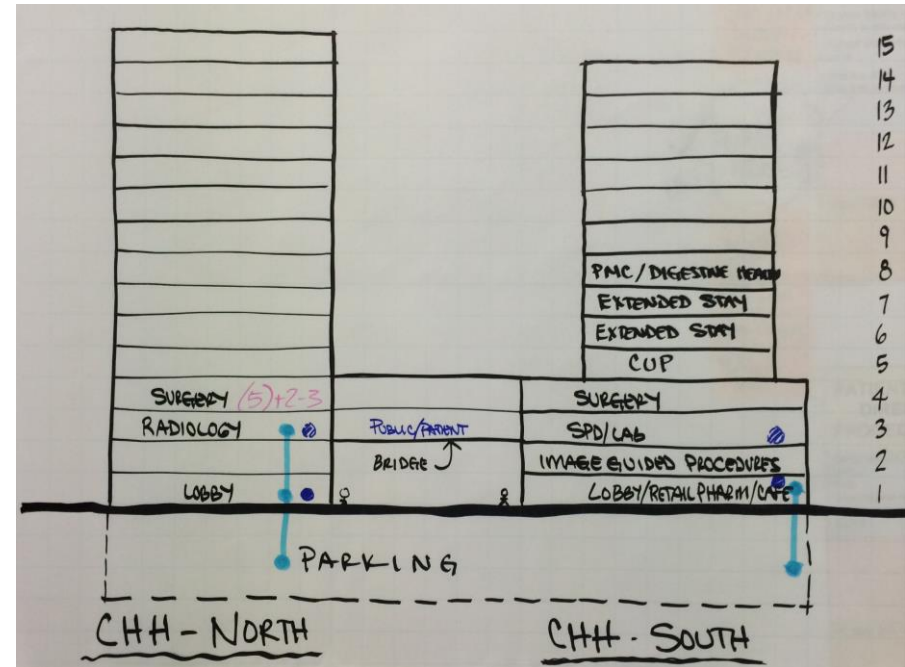 15
14
13
12
11
10
9
PMC/DIGESTIVE HEALTH 8
EXTENDED STAY 7
EXTENDED STAY 6
CUP 5
SURGERY (5)+2-3 SURGERY 4
RADIOLOGY PUBLIC/PATIENT SPD/LAB 3
BRIDGE IMAGE GUIDED PROCEDURES 2
LOBBY LOBBY/RETAIL PHARM/CAFE 1
PARKING
CHH-NORTH CHH-SOUTH